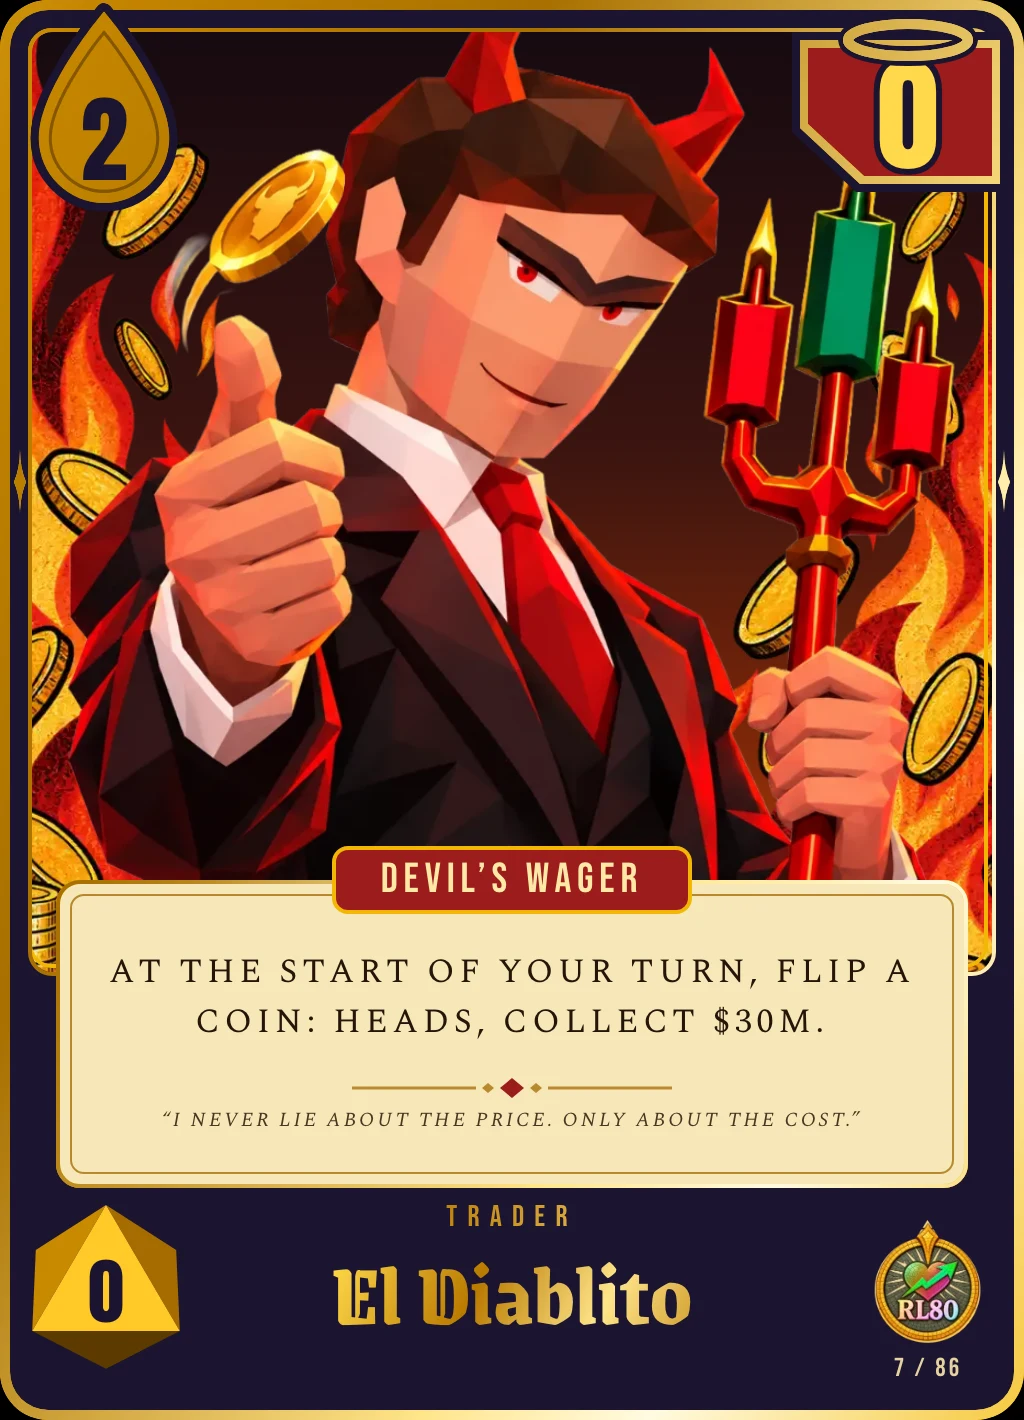 2
0
DEVIL’S WAGER
AT THE START OF YOUR TURN, FLIP A
COIN: HEADS, COLLECT $30M.
“I NEVER LIE ABOUT THE PRICE. ONLY ABOUT THE COST.”
TRADER
0
El Diablito
RL80
7 / 86